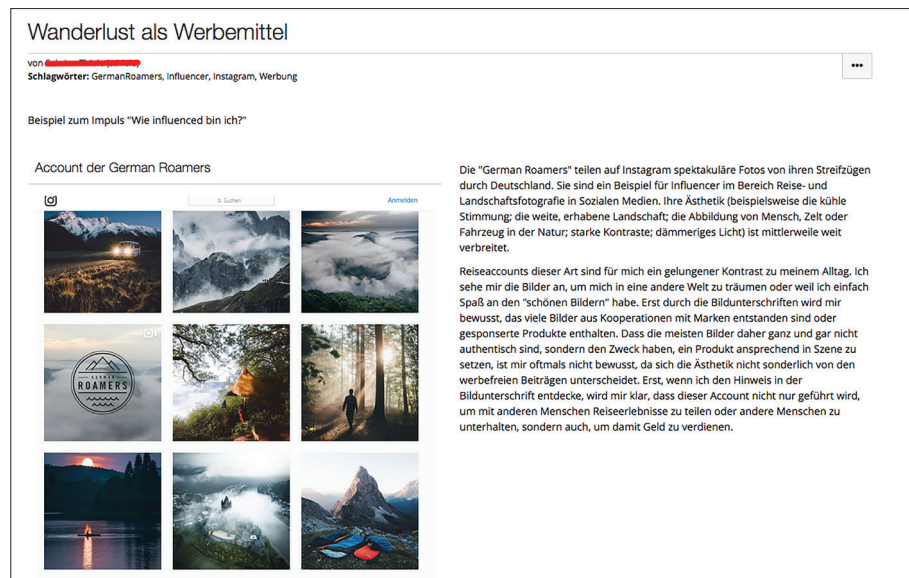 Wanderlust als Werbemittel
von
Schlagwörter: GermanRoamers, Influencer, Instagram, Werbung
Beispiel zum Impuls "Wie influenced bin ich?"
Account der German Roamers
Suchen
Anmelden
GERMAN
ROAMERS
Die "German Roamers" teilen auf Instagram spektakuläre Fotos von ihren Streifzügen
durch Deutschland. Sie sind ein Beispiel für Influencer im Bereich Reise- und
Landschaftsfotografie in Sozialen Medien. Ihre Ästhetik (beispielsweise die kühle
Stimmung; die weite, erhabene Landschaft; die Abbildung von Mensch, Zelt oder
Fahrzeug in der Natur; starke Kontraste; dämmeriges Licht) ist mittlerweile weit
verbreitet.
Reiseaccounts dieser Art sind für mich ein gelungener Kontrast zu meinem Alltag. Ich
sehe mir die Bilder an, um mich in eine andere Welt zu träumen oder weil ich einfach
Spaß an den "schönen Bildern" habe. Erst durch die Bildunterschriften wird mir
bewusst, das viele Bilder aus Kooperationen mit Marken entstanden sind oder
gesponserte Produkte enthalten. Dass die meisten Bilder daher ganz und gar nicht
authentisch sind, sondern den Zweck haben, ein Produkt ansprechend in Szene zu
setzen, ist mir oftmals nicht bewusst, da sich die Ästhetik nicht sonderlich von den
werbefreien Beiträgen unterscheidet. Erst, wenn ich den Hinweis in der
Bildunterschrift entdecke, wird mir klar, dass dieser Account nicht nur geführt wird,
um mit anderen Menschen Reiseerlebnisse zu teilen oder andere Menschen zu
unterhalten, sondern auch, um damit Geld zu verdienen.